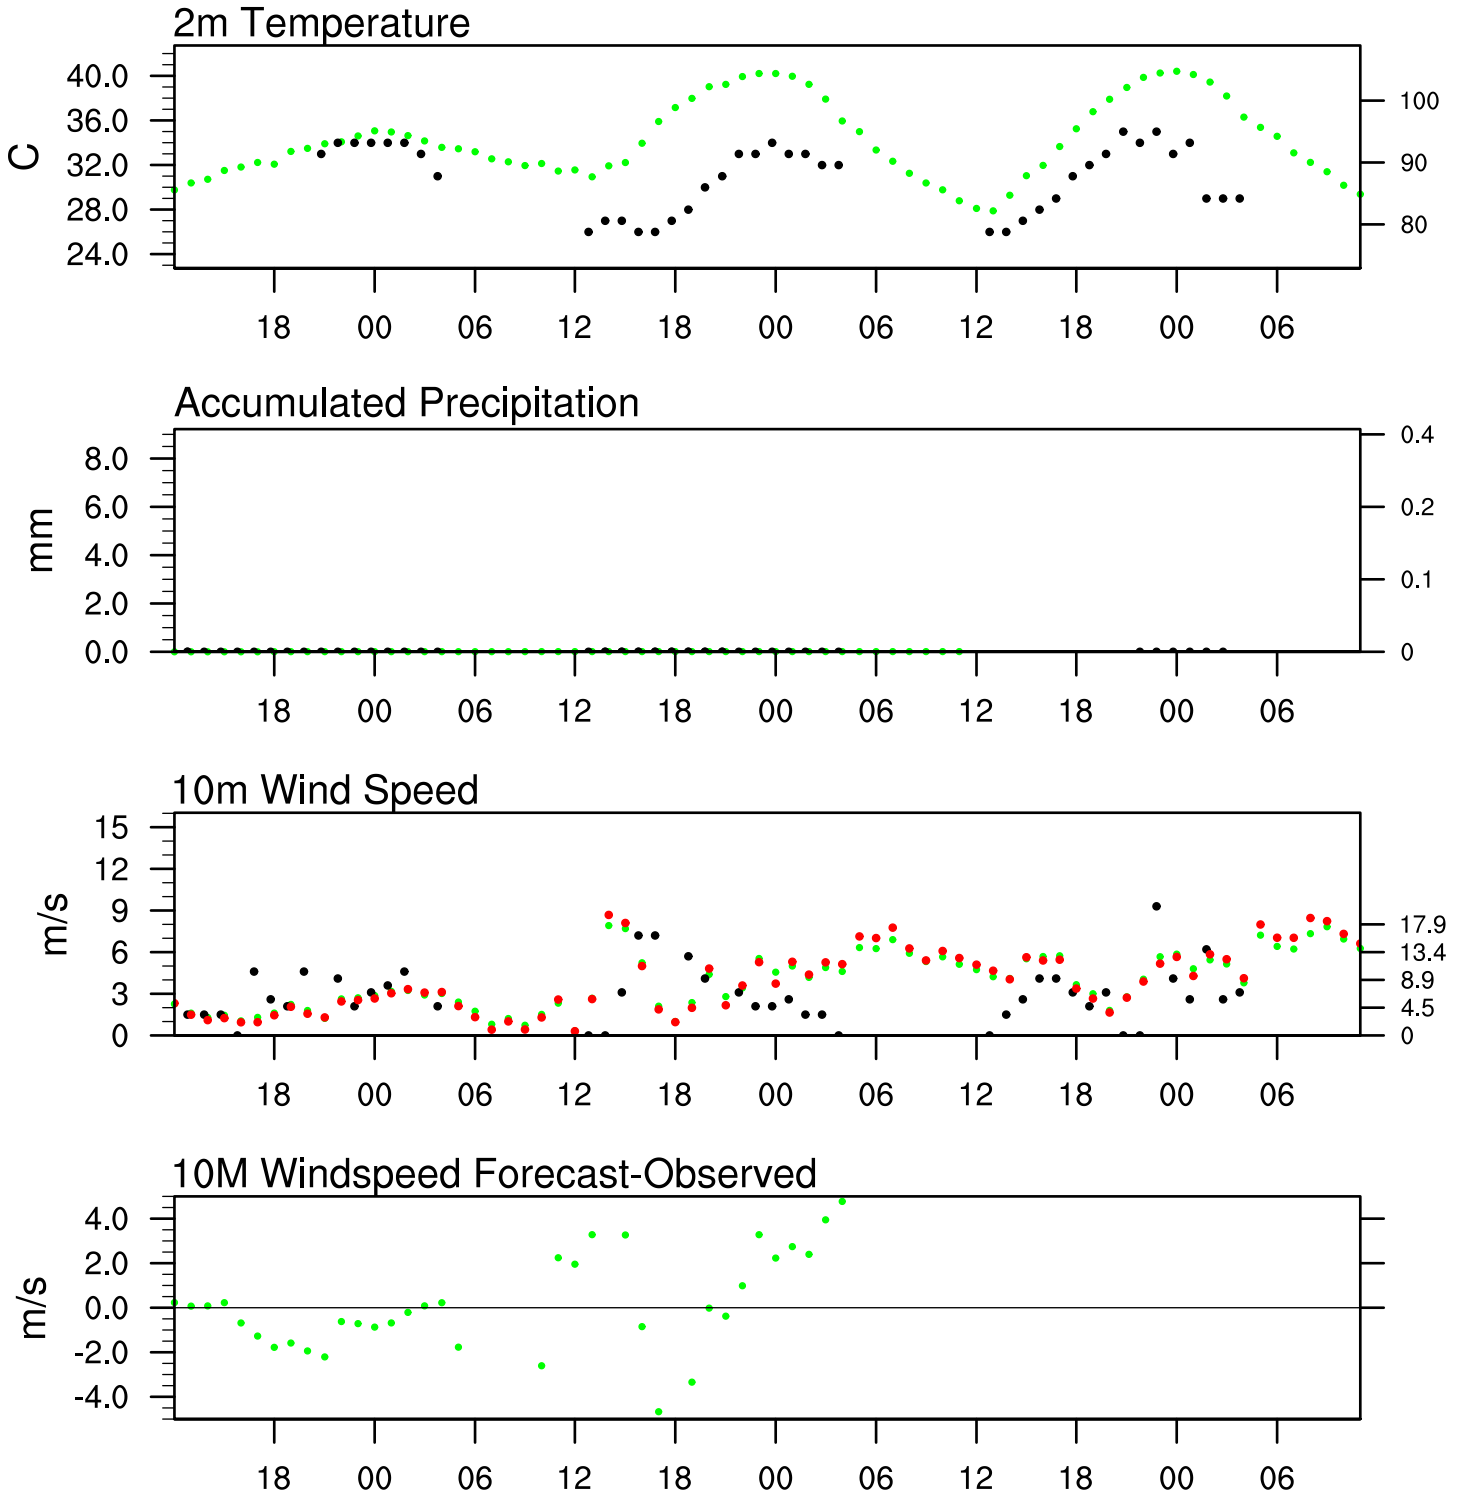 2m Temperature
C
40.0
36.0
32.0
28.0
24.0
100
90
80
18 00 06 12 18 00 06 12 18 00 06
Accumulated Precipitation
mm
8.0
6.0
4.0
2.0
0.0
0.4
0.2
0.1
0
18 00 06 12 18 00 06 12 18 00 06
10m Wind Speed
m/s
15
12
9
6
3
0
17.9
13.4
8.9
4.5
0
18 00 06 12 18 00 06 12 18 00 06
10M Windspeed Forecast-Observed
m/s
4.0
2.0
0.0
-2.0
-4.0
18 00 06 12 18 00 06 12 18 00 06